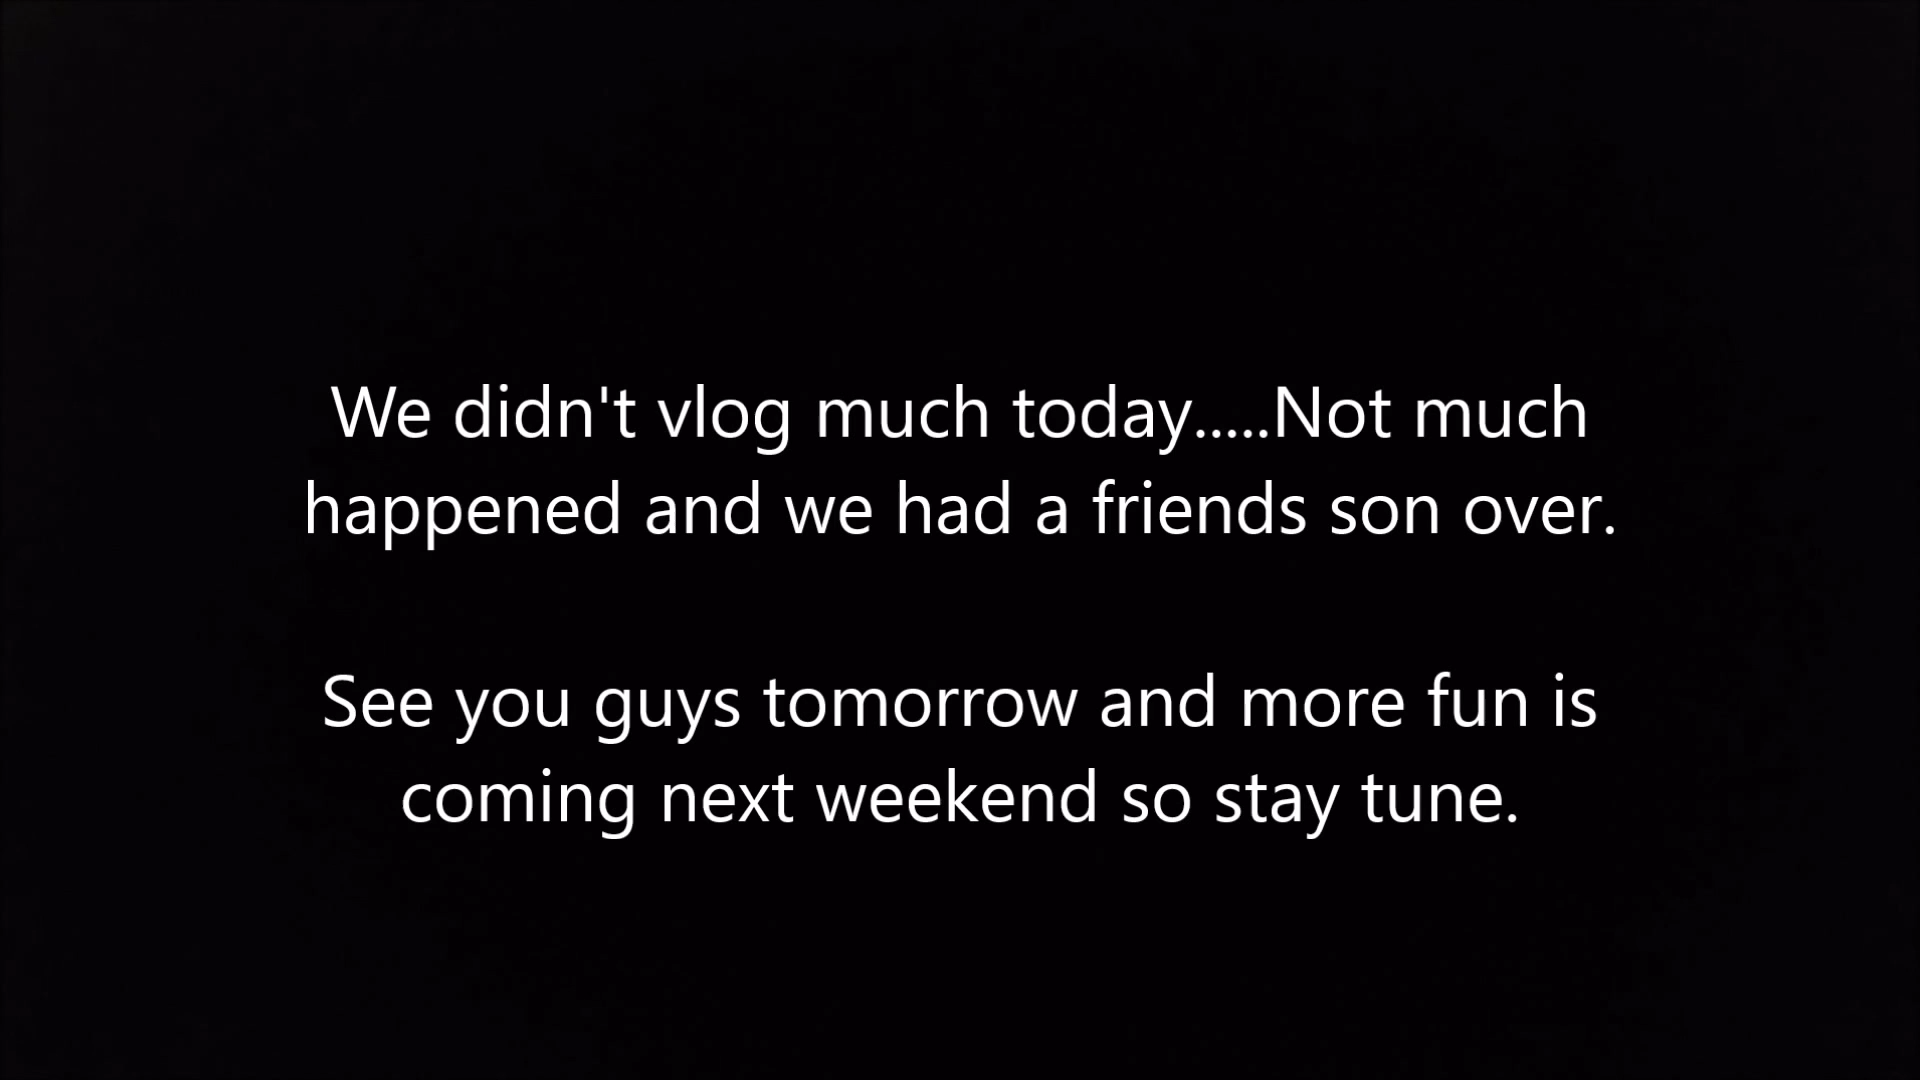 We didn't vlog much today.....Not much
happened and we had a friends son over.
See you guys tomorrow and more fun is
coming next weekend so stay tune.